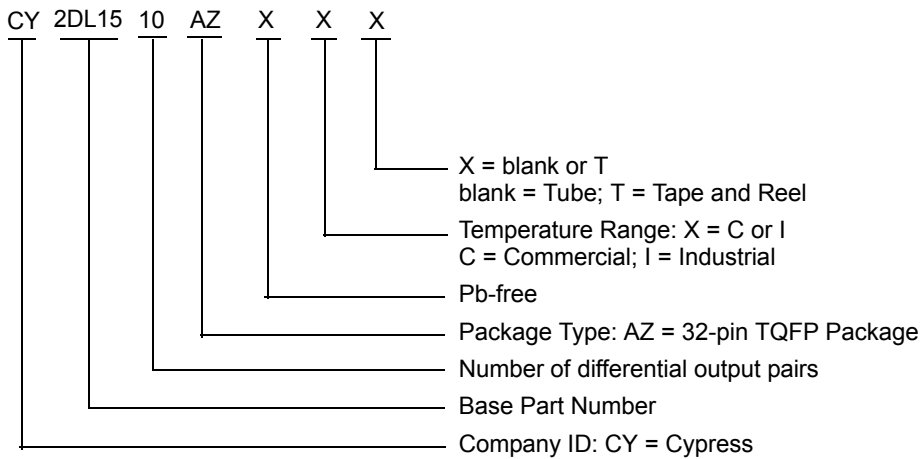 CY 2DL15 10 AZ X X X
X = blank or T
blank = Tube; T = Tape and Reel
Temperature Range: X = C or I
C = Commercial; I = Industrial
Pb-free
Package Type: AZ = 32-pin TQFP Package
Number of differential output pairs
Base Part Number
Company ID: CY = Cypress